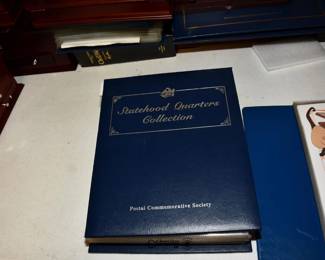 Statehood Quarters
Collection
Postal Commemorative Society